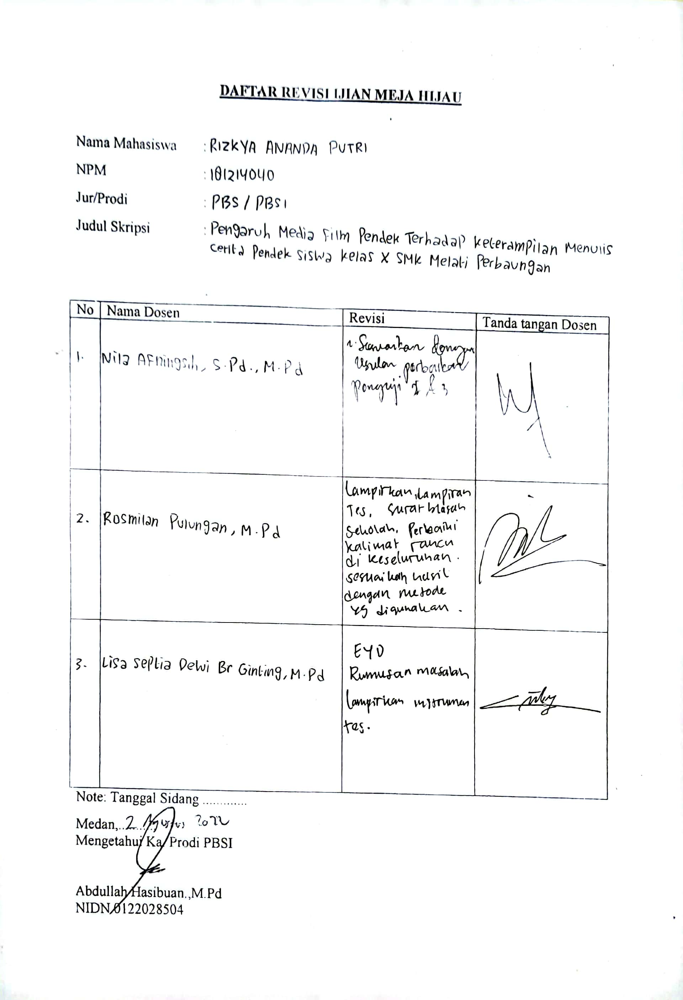 DAFTAR REVISI UJIAN MEJA HIJAU
Nama Mahasiswa : RIZKYA ANANDA PUTRI
NPM : 181214040
Jur/Prodi : PBS / PBSI
Judul Skripsi : Pengaruh Media Film Pendek Terhadap Keterampilan Menulis
Cerita Pendek Siswa Kelas X SMK Melati Perbaungan
No Nama Dosen Revisi Tanda tangan Dosen
1. Nila Afningsih, S.Pd., M.Pd
1. Sesuaikan dengan
Usulan perbaikan
Penguji 2 & 3
2. Rosmilan Pulungan, M.Pd
Lampirkan, Lampiran
Tes, surat balasan
sekolah, Perbaiki
kalimat rancu
di keseluruhan.
sesuaikan hasil
dengan metode
yg digunakan.
3. Lisa Septia Dewi Br Ginting, M.Pd
EYD
Rumusan masalah
Lampirkan instrumen
tes.
Note: Tanggal Sidang .............
Medan, 2 Agustus 2022
Mengetahui Ka Prodi PBSI
Abdullah Hasibuan.,M.Pd
NIDN 0122028504